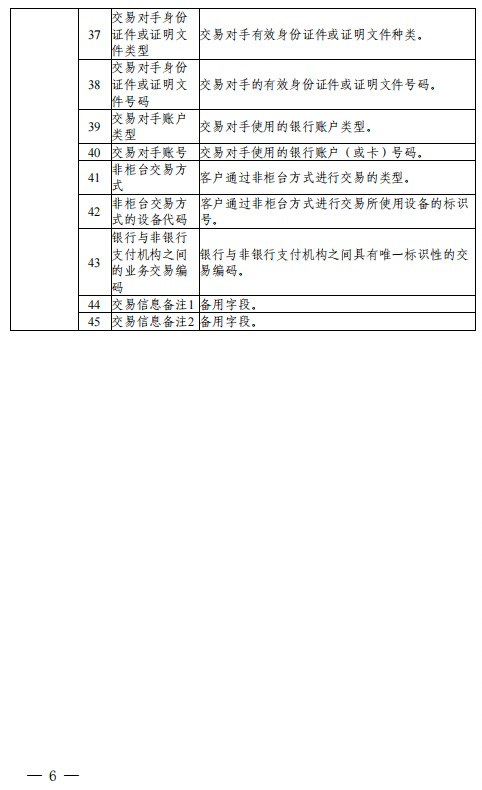 37 交易对手身份证件或证明文件类型 交易对手有效身份证件或证明文件种类。
38 交易对手身份证件或证明文件号码 交易对手的有效身份证件或证明文件号码。
39 交易对手账户类型 交易对手使用的银行账户类型。
40 交易对手账号 交易对手使用的银行账户（或卡）号码。
41 非柜台交易方式 客户通过非柜台方式进行交易的类型。
42 非柜台交易方式的设备代码 客户通过非柜台方式进行交易所使用设备的标识号。
43 银行与非银行支付机构之间的业务交易编码 银行与非银行支付机构之间具有唯一标识性的交易编码。
44 交易信息备注1 备用字段。
45 交易信息备注2 备用字段。
— 6 —